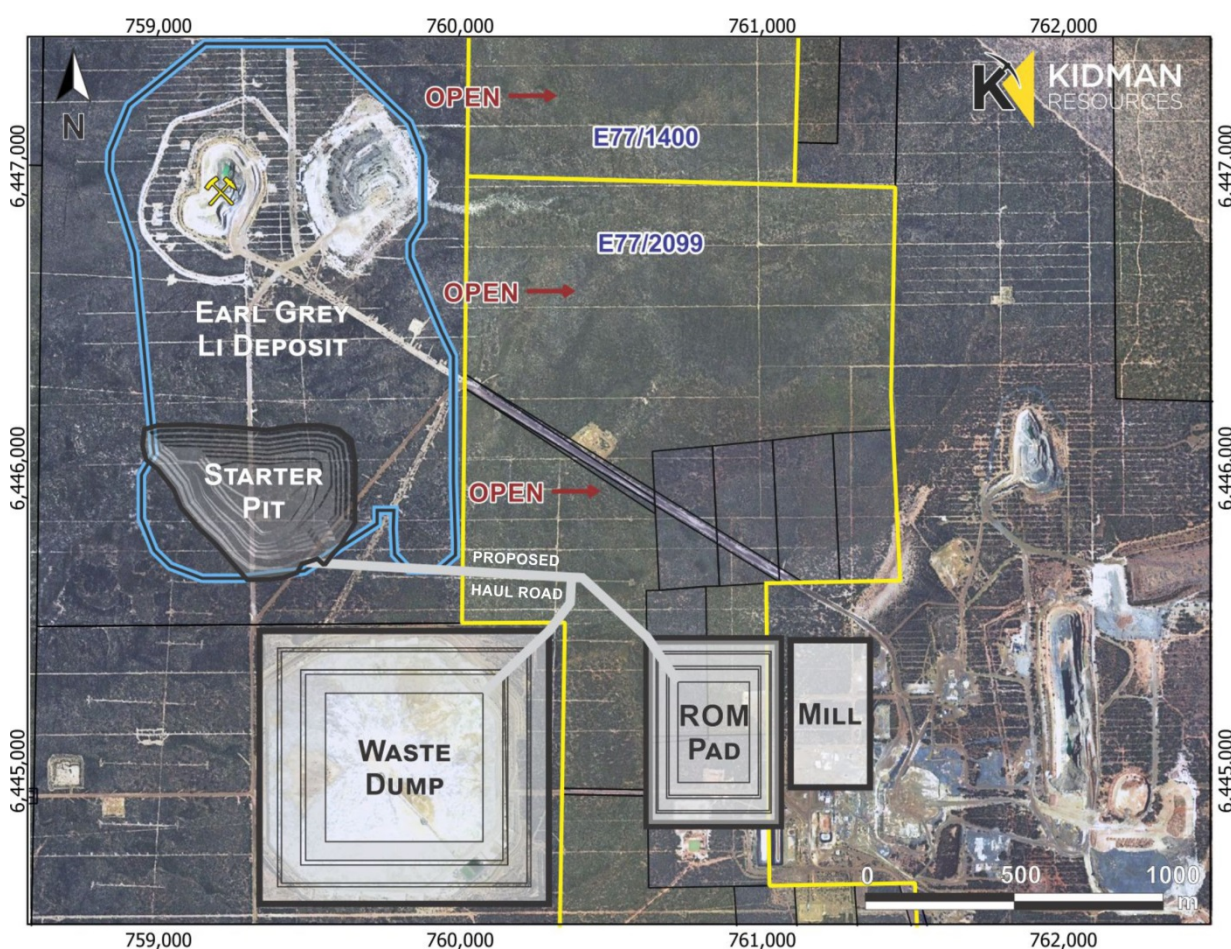 759,000
760,000
761,000
762,000
N
OPEN
KIDMAN
RESOURCES
E77/1400
6,447,000
6,447,000
E77/2099
OPEN
EARL GREY
LI DEPOSIT
6,446,000
6,446,000
STARTER
PIT
OPEN
PROPOSED
HAUL ROAD
WASTE
DUMP
ROM
PAD
MILL
6,445,000
6,445,000
0 500 1000
m
759,000
760,000
761,000
762,000